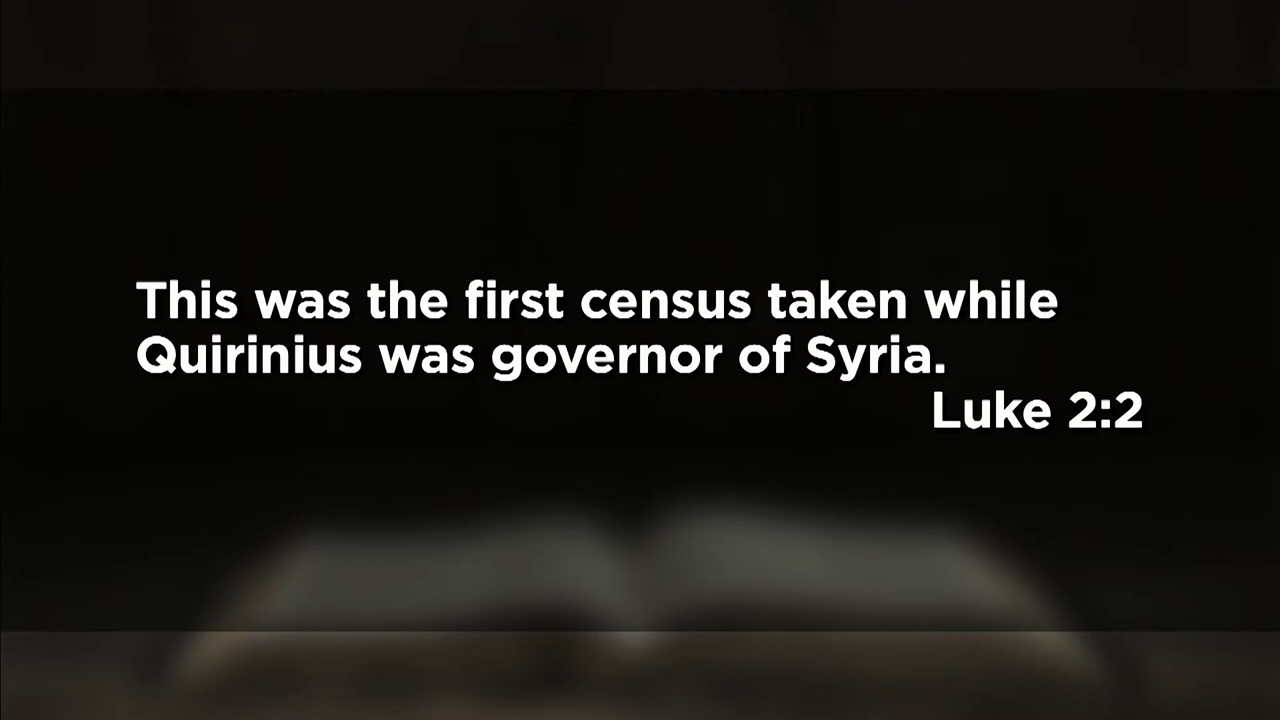 This was the first census taken while
Quirinius was governor of Syria.
Luke 2:2